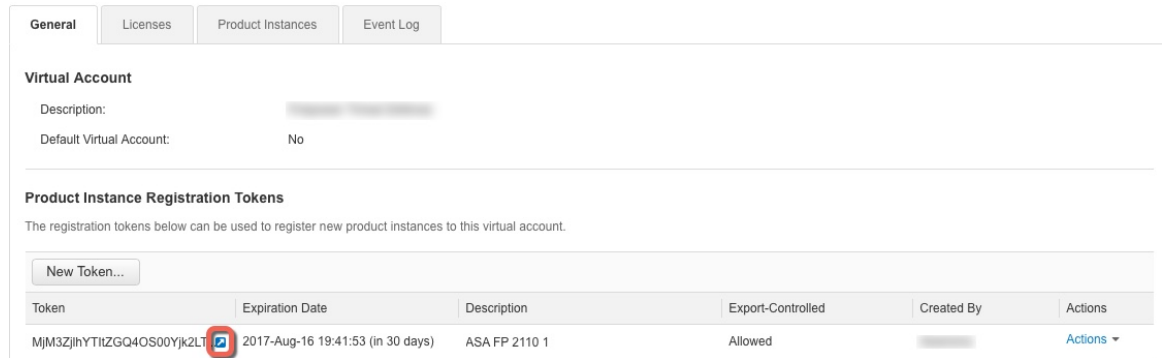 General Licenses Product Instances Event Log
Virtual Account
Description:
Default Virtual Account: No
Product Instance Registration Tokens
The registration tokens below can be used to register new product instances to this virtual account.
New Token...
Token Expiration Date Description Export-Controlled Created By Actions
2017-Aug-16 19:41:53 (in 30 days) ASA FP 2110 1 Allowed Actions